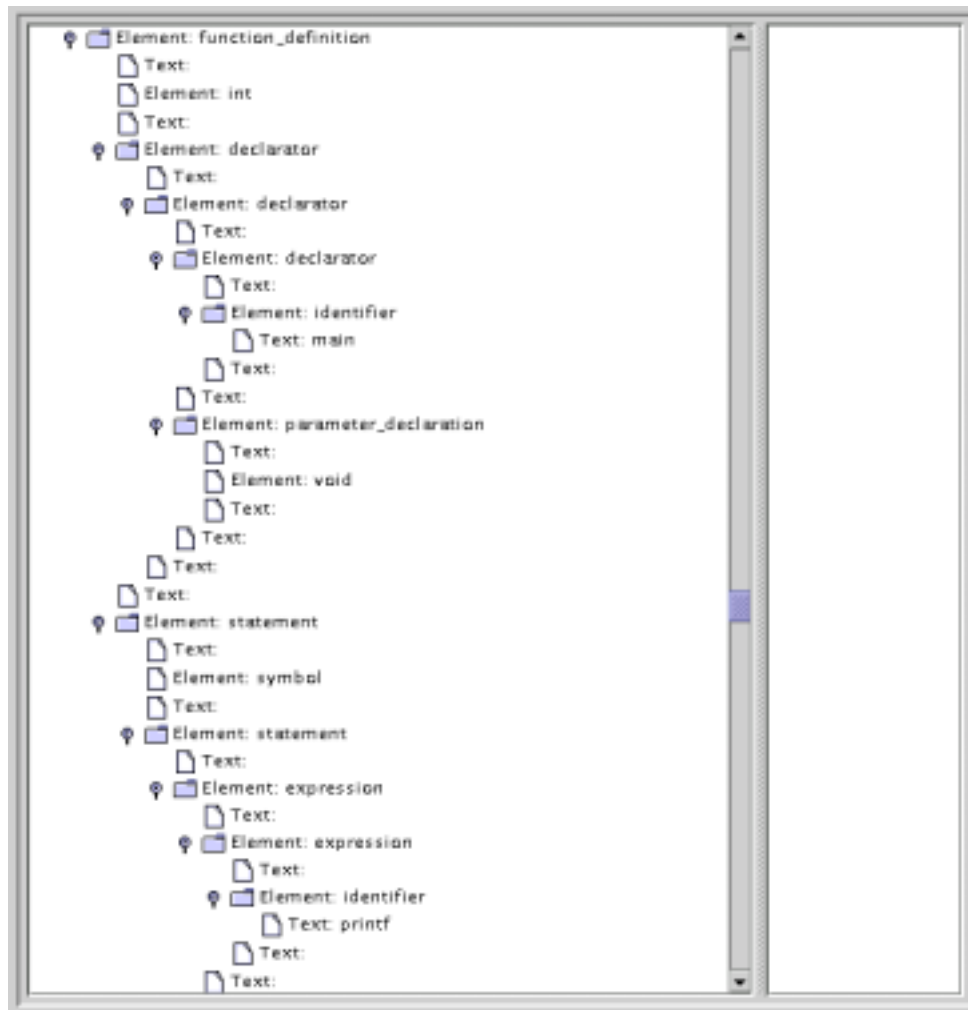 Element: function_definition
Text:
Element: int
Text:
Element: declarator
Text:
Element: declarator
Text:
Element: declarator
Text:
Element: identifier
Text: main
Text:
Text:
Element: parameter_declaration
Text:
Element: void
Text:
Text:
Text:
Text:
Element: statement
Text:
Element: symbol
Text:
Element: statement
Text:
Element: expression
Text:
Element: expression
Text:
Element: identifier
Text: printf
Text:
Text: